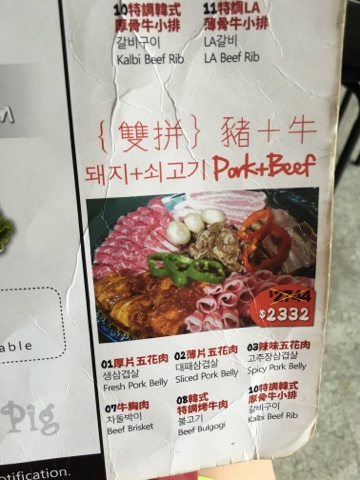 10特調韓式
厚骨牛小排
갈비구이
Kalbi Beef Rib
11特調LA
薄骨牛小排
LA갈비
LA Beef Rib
{雙拼} 豬+牛
돼지+쇠고기 Pork+Beef
$2744
$2332
01厚片五花肉
생삼겹살
Fresh Pork Belly
02薄片五花肉
대패삼겹살
Sliced Pork Belly
03辣味五花肉
고추장삼겹살
Spicy Pork Belly
07牛胸肉
차돌박이
Beef Brisket
08韓式
特調烤牛肉
불고기
Beef Bulgogi
10特調韓式
厚骨牛小排
갈비구이
Kalbi Beef Rib
able
Pig
otification.